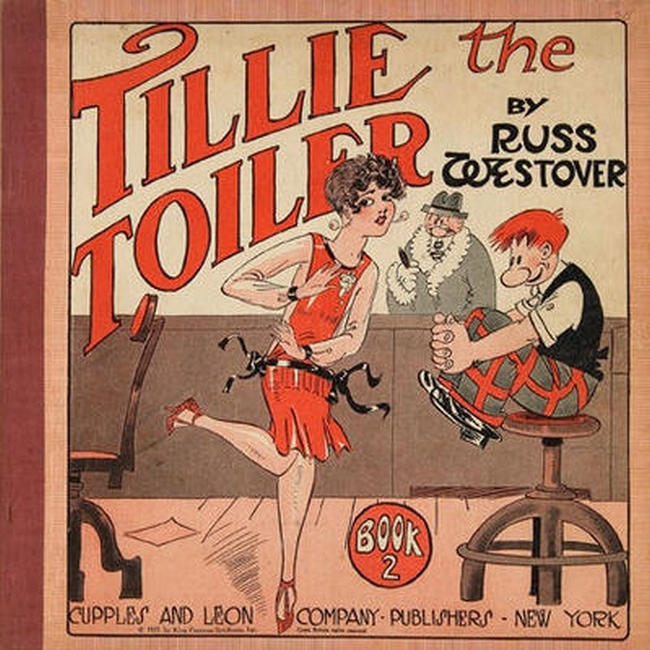 TILLIE the
TOILER
BY
RUSS
WESTOVER
BOOK
2
CUPPLES AND LEON COMPANY - PUBLISHERS - NEW YORK